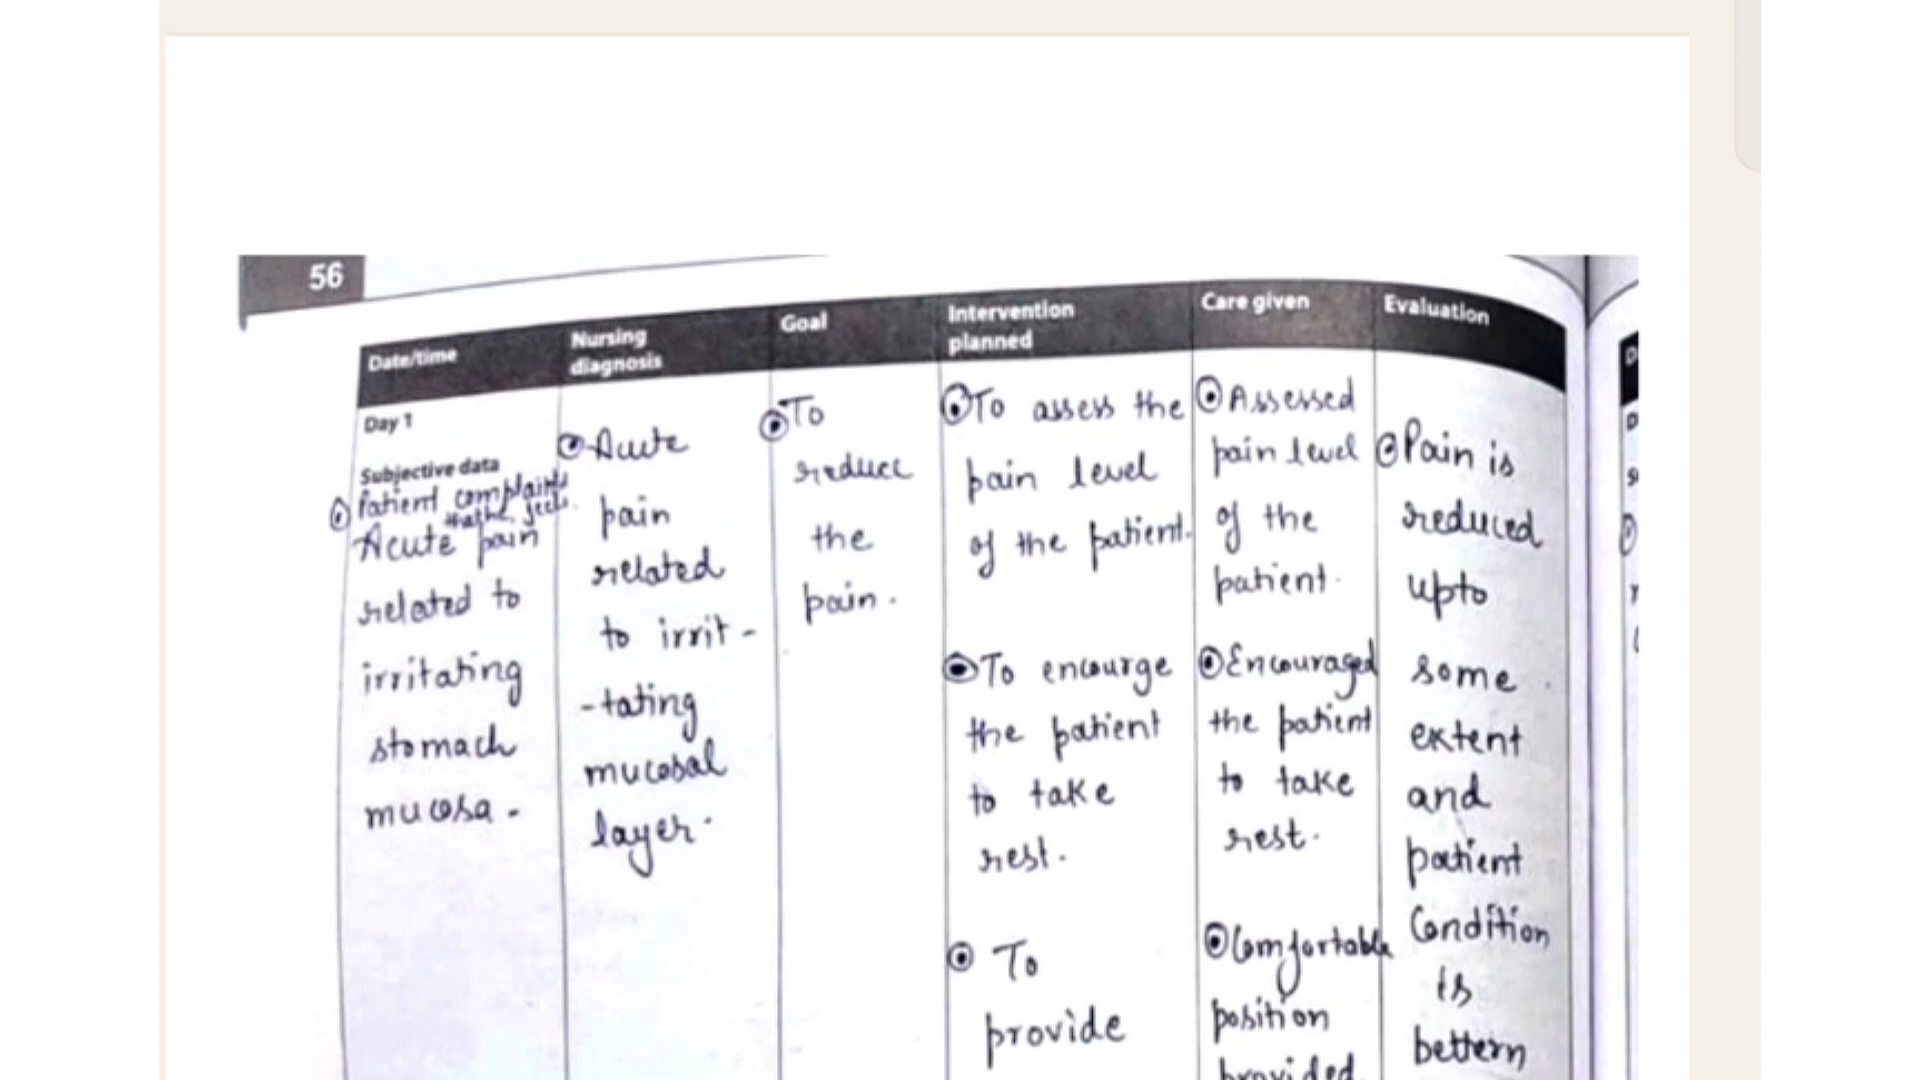 56
Date/time
Nursing
diagnosis
Goal
Intervention
planned
Care given
Evaluation
Day 1
Subjective data
Patient complaints
that he feels.
Acute pain
related to
irritating
stomach
mucosa.
Acute
pain
related
to irrit-
-tating
mucosal
layer.
To
reduce
the
pain.
To assess the
pain level
of the patient.
To encourge
the patient
to take
rest.
To
provide
Assessed
pain level
of the
patient.
Encouraged
the patient
to take
rest.
Comfortable
position
provided.
Pain is
reduced
upto
some
extent
and
patient
Condition
is
D
D